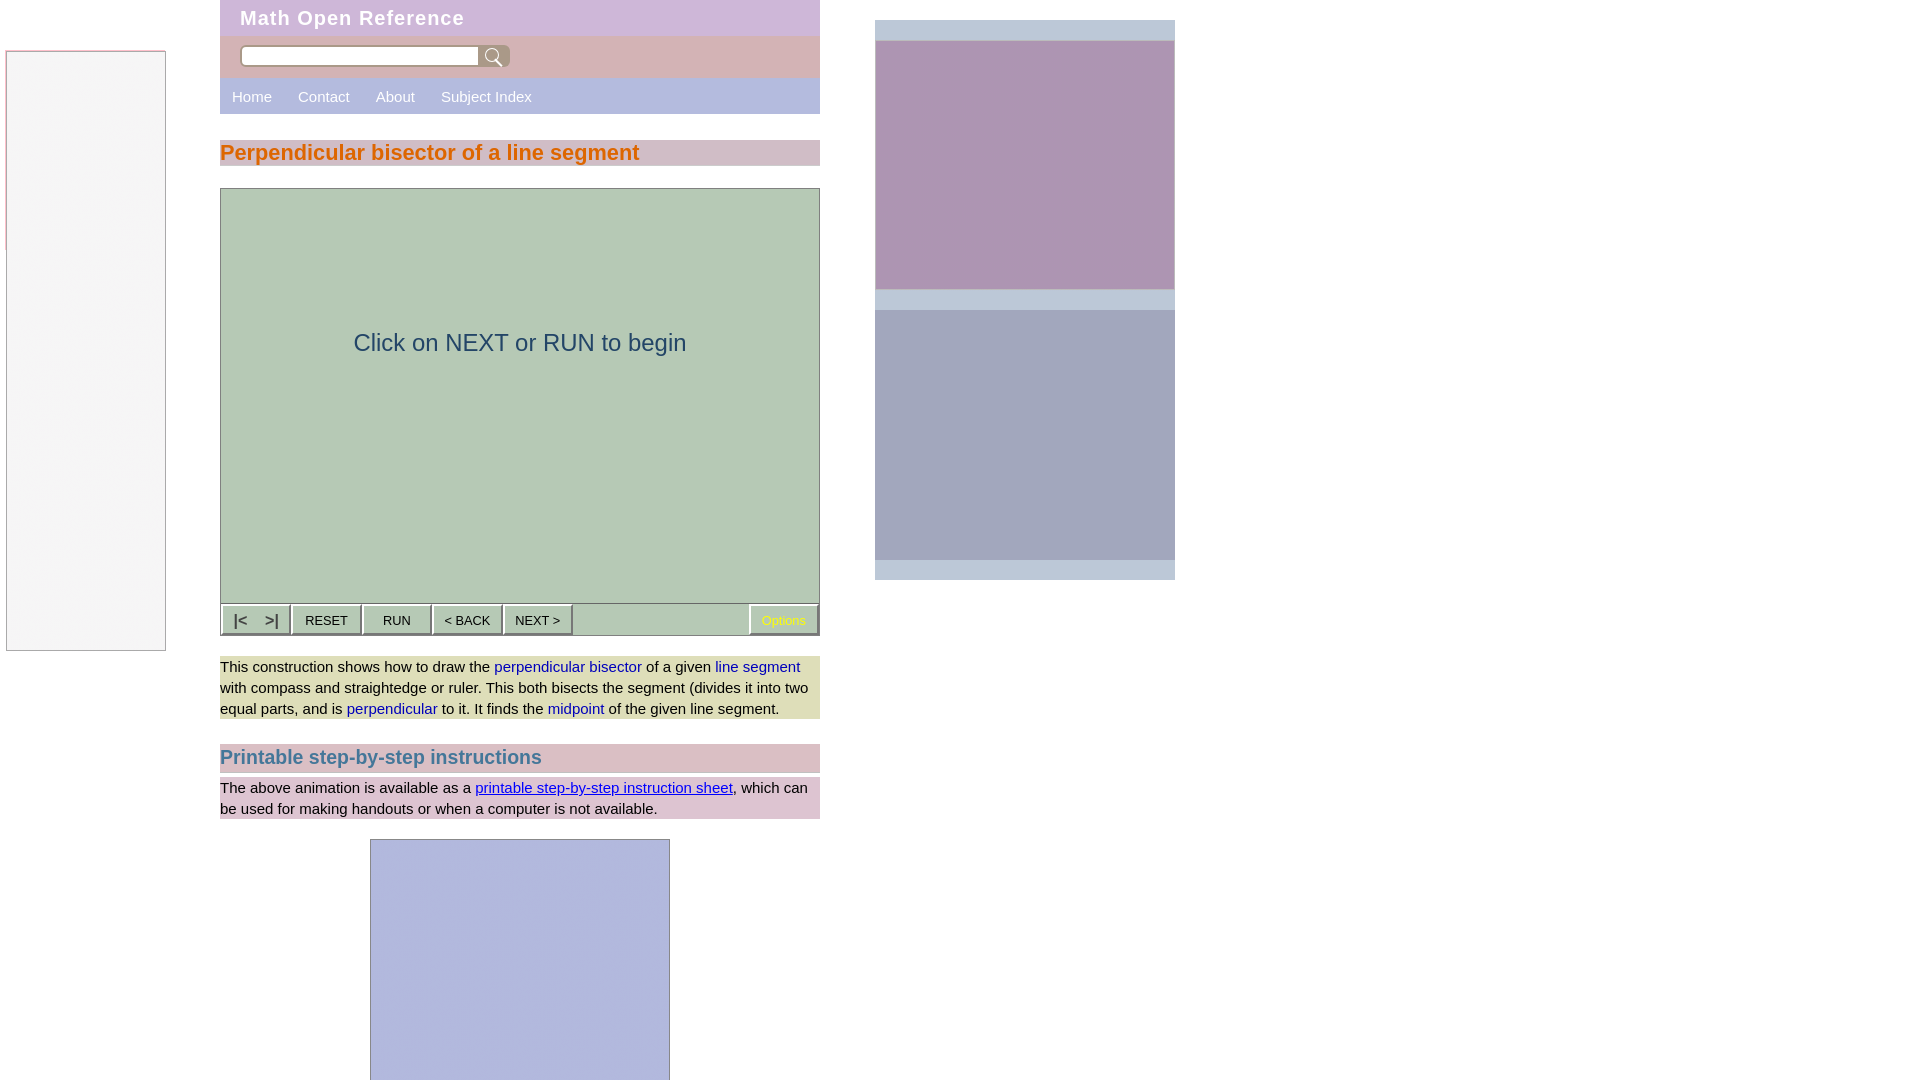 Math Open Reference
Home Contact About Subject Index
Perpendicular bisector of a line segment
Click on NEXT or RUN to begin
|< >| RESET RUN < BACK NEXT > Options
This construction shows how to draw the perpendicular bisector of a given line segment
with compass and straightedge or ruler. This both bisects the segment (divides it into two
equal parts, and is perpendicular to it. It finds the midpoint of the given line segment.
Printable step-by-step instructions
The above animation is available as a printable step-by-step instruction sheet, which can
be used for making handouts or when a computer is not available.